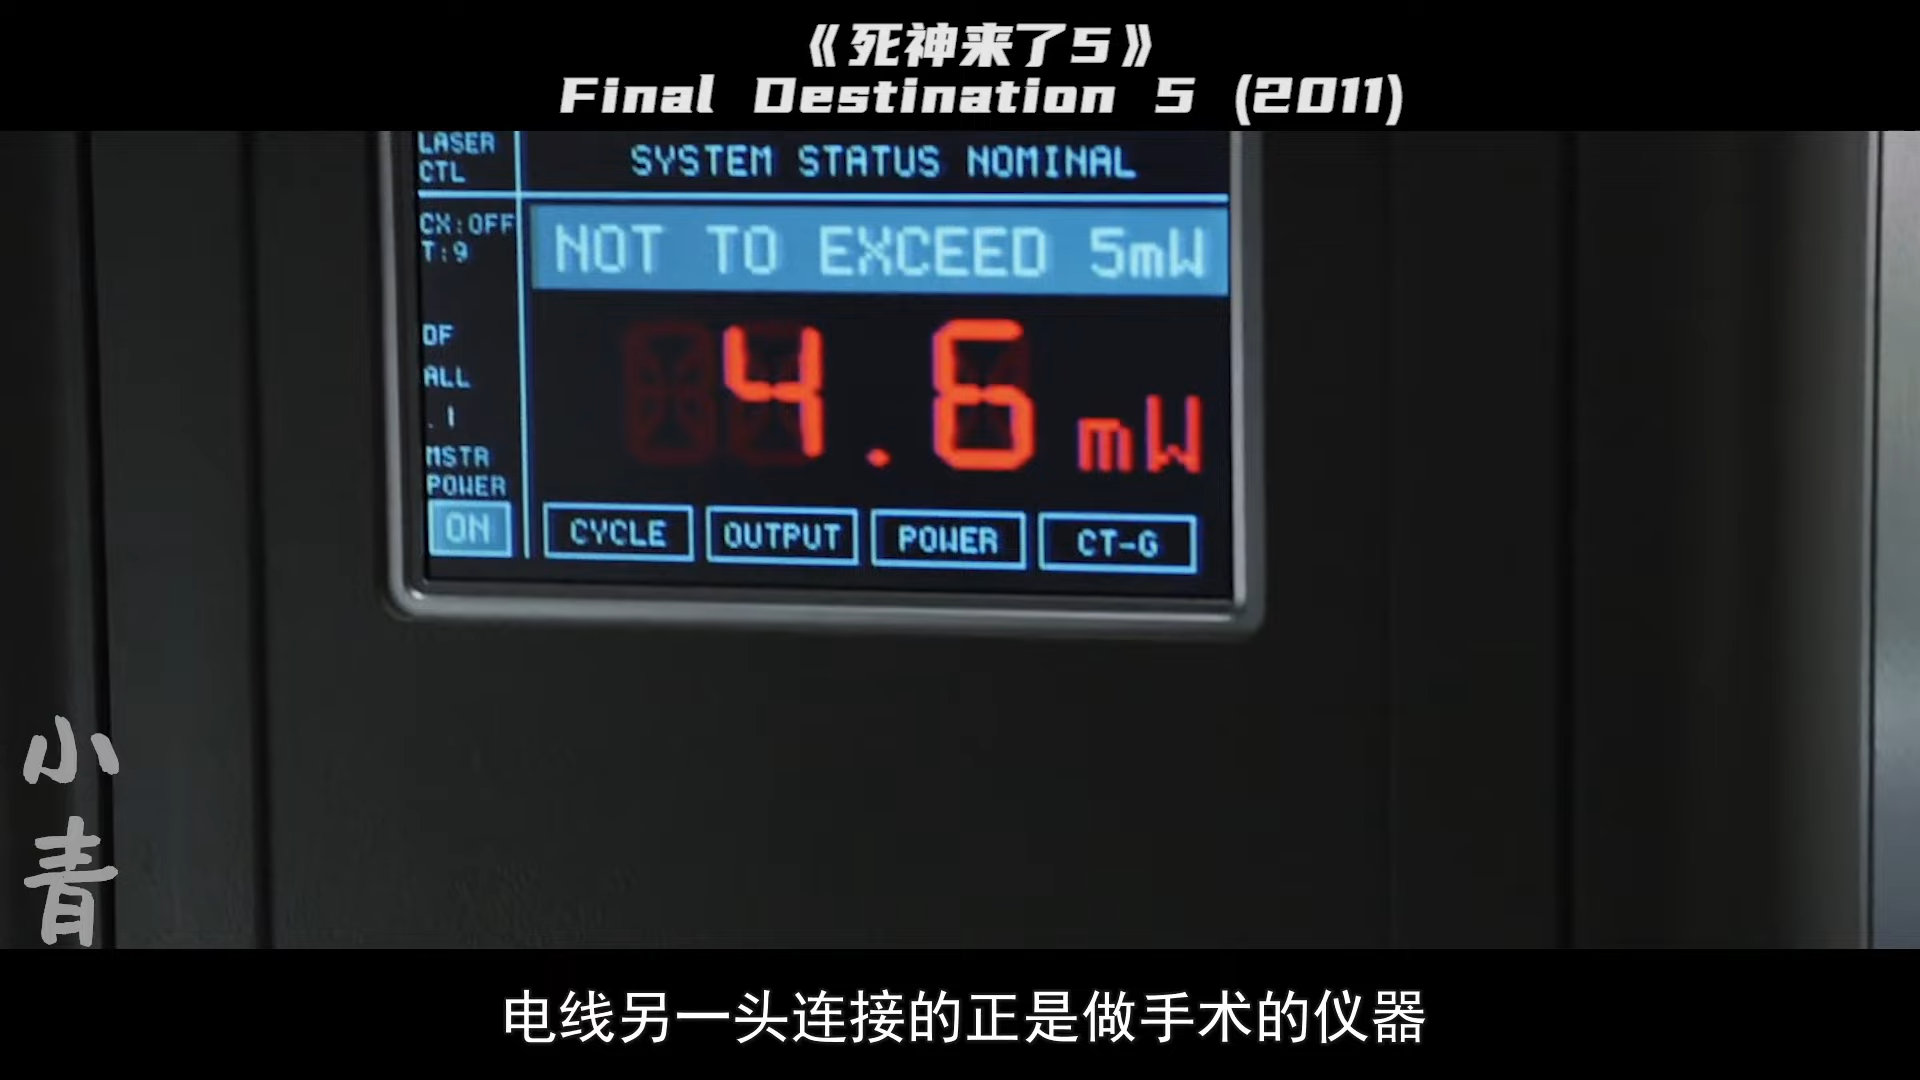 《死神来了5》
Final Destination 5 (2011)
LASER
CTL
SYSTEM STATUS NOMINAL
CX:OFF
T:9
NOT TO EXCEED 5mW
4.6 mW
OF
ALL
.1
MSTR
POWER
ON
CYCLE
OUTPUT
POWER
CT-G
小青
电线另一头连接的正是做手术的仪器